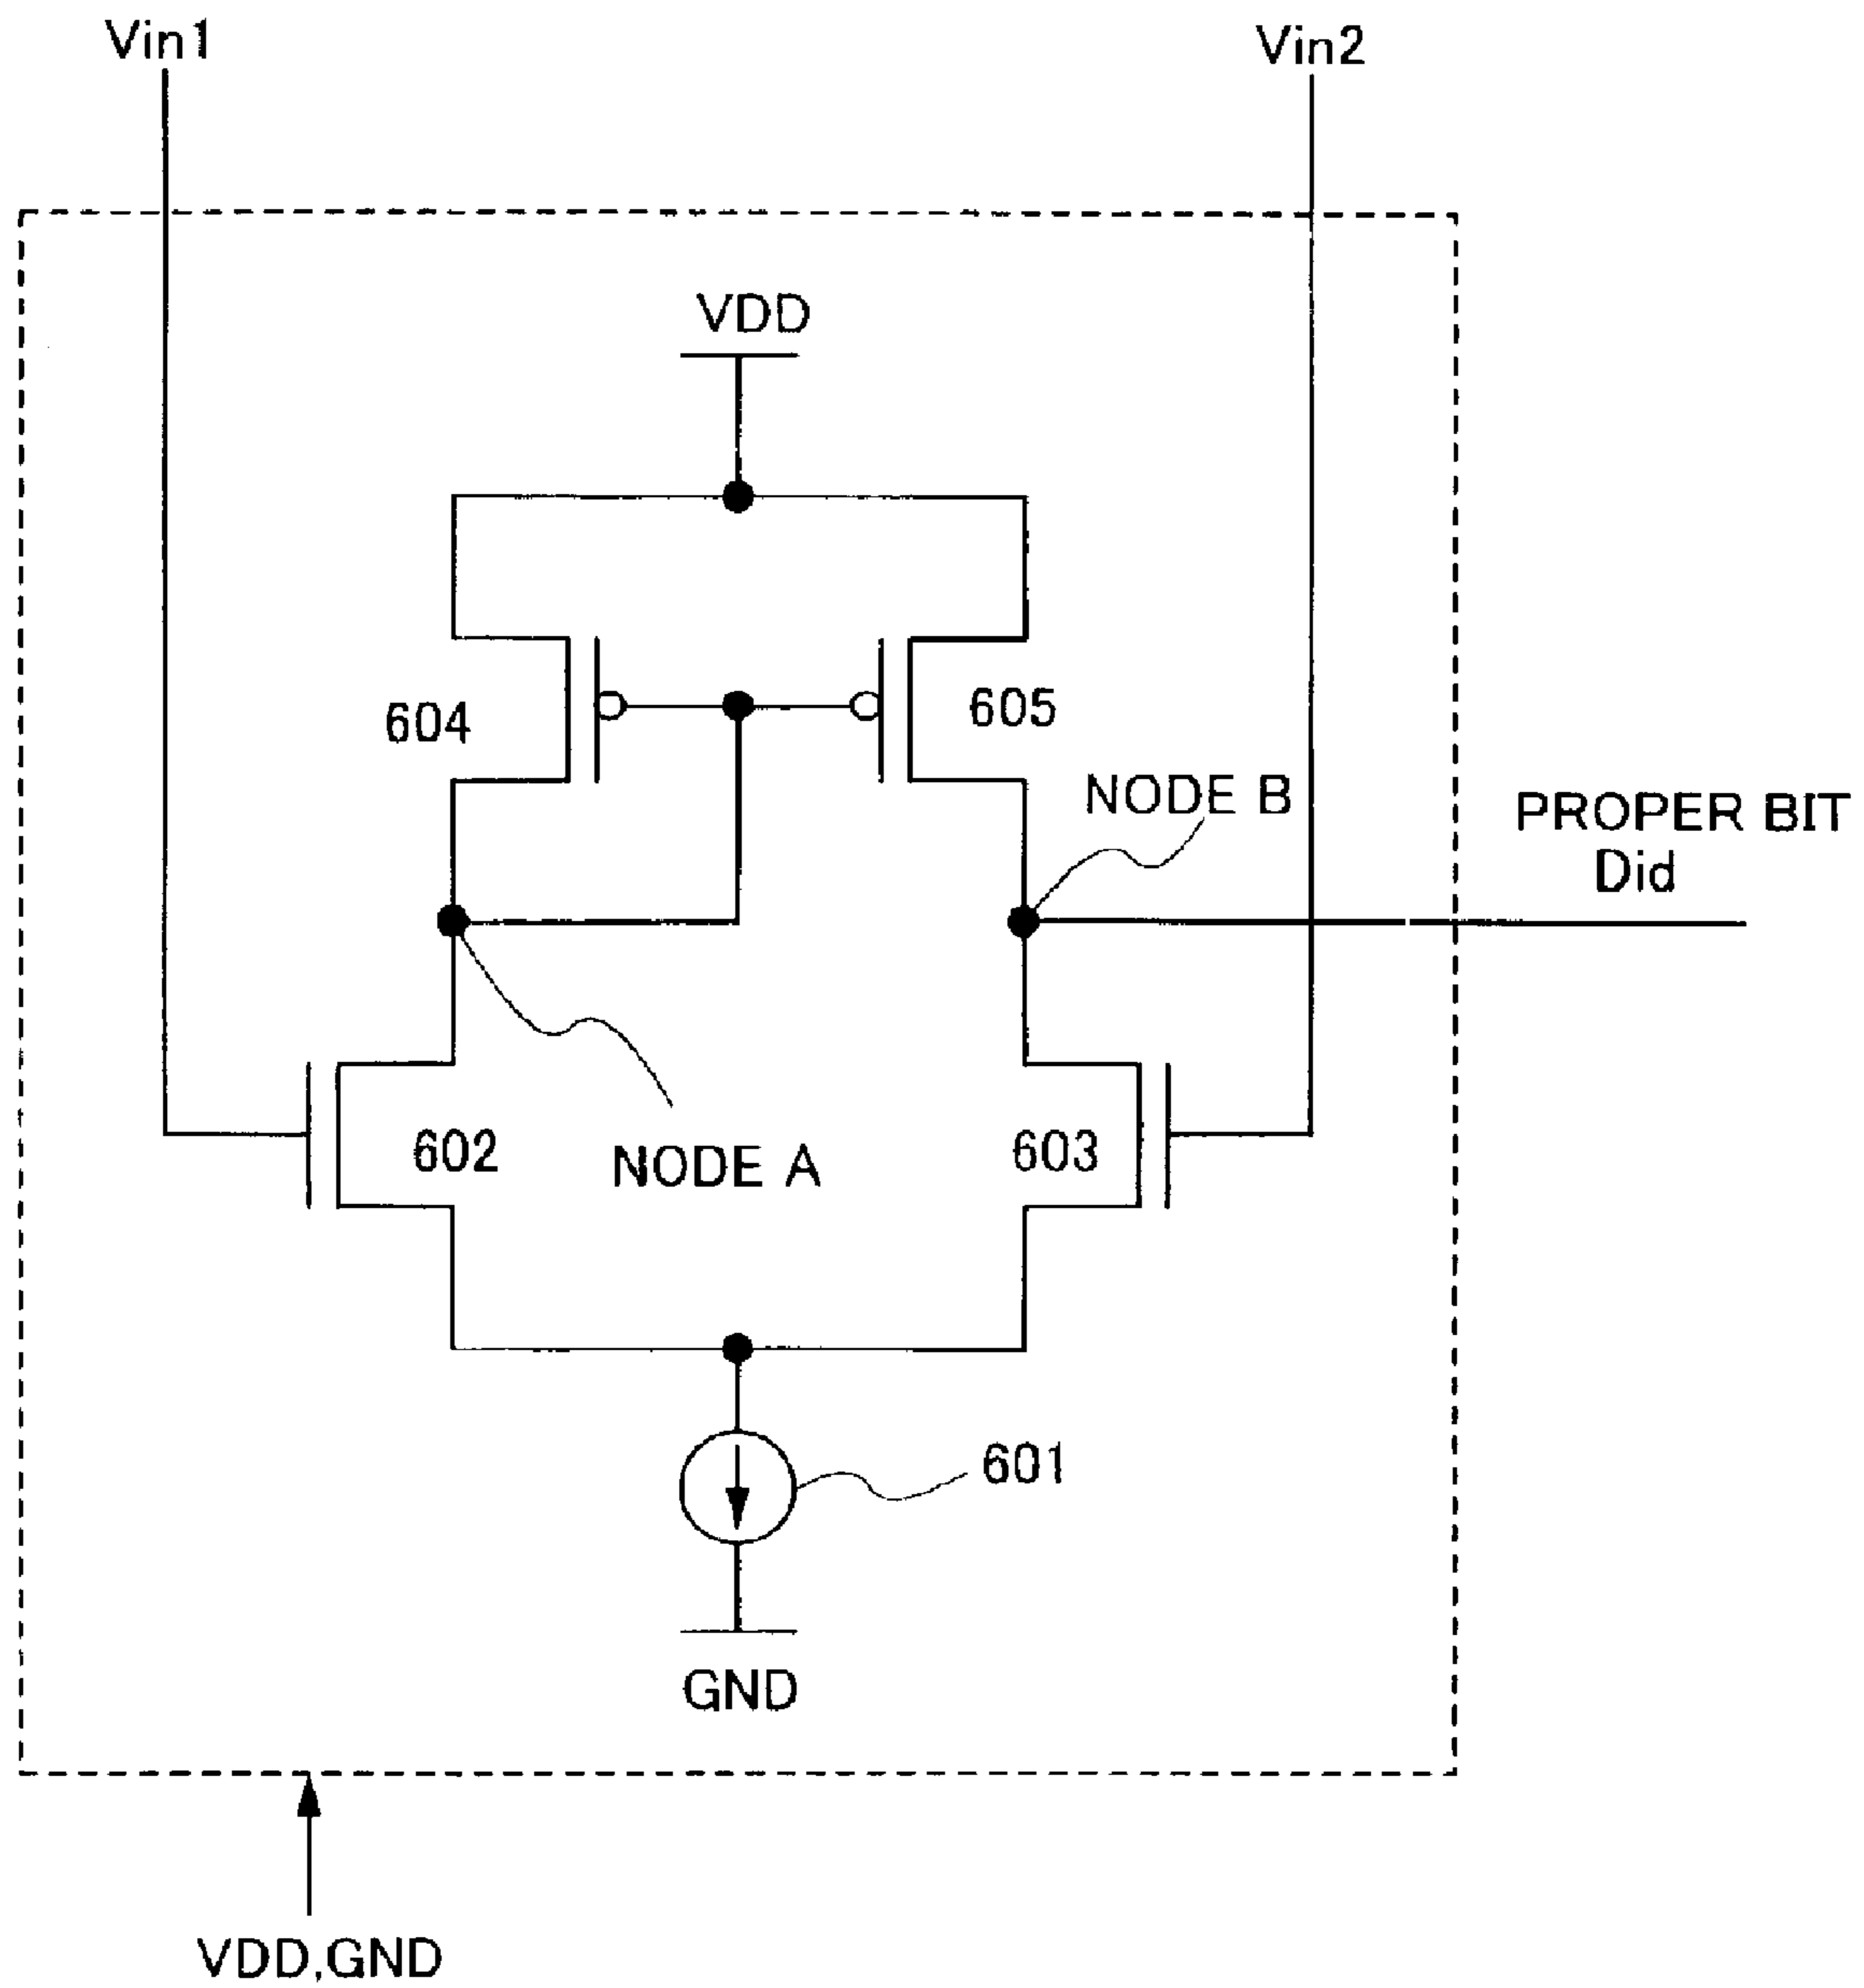 Vin1
Vin2
VDD
604
605
NODE B
PROPER BIT
Did
602
NODE A
603
601
GND
VDD,GND